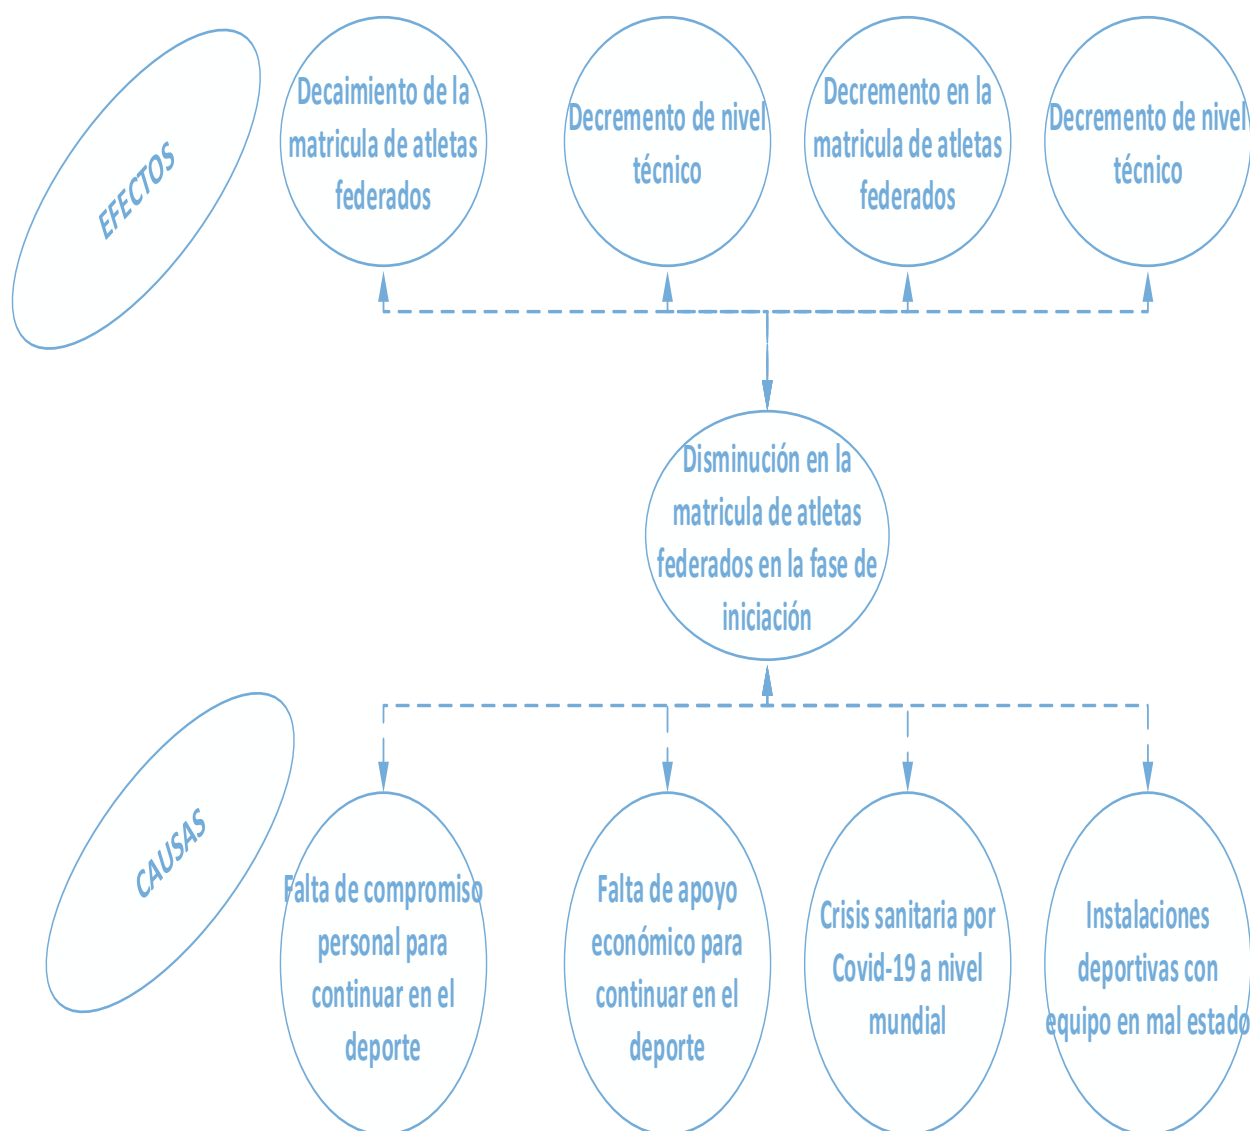 EFECTOS
Decaimiento de la
matricula de atletas
federados
Decremento de nivel
técnico
Decremento en la
matricula de atletas
federados
Decremento de nivel
técnico
Disminución en la
matricula de atletas
federados en la fase de
iniciación
CAUSAS
Falta de compromiso
personal para
continuar en el
deporte
Falta de apoyo
económico para
continuar en el
deporte
Crisis sanitaria por
Covid-19 a nivel
mundial
Instalaciones
deportivas con
equipo en mal estado